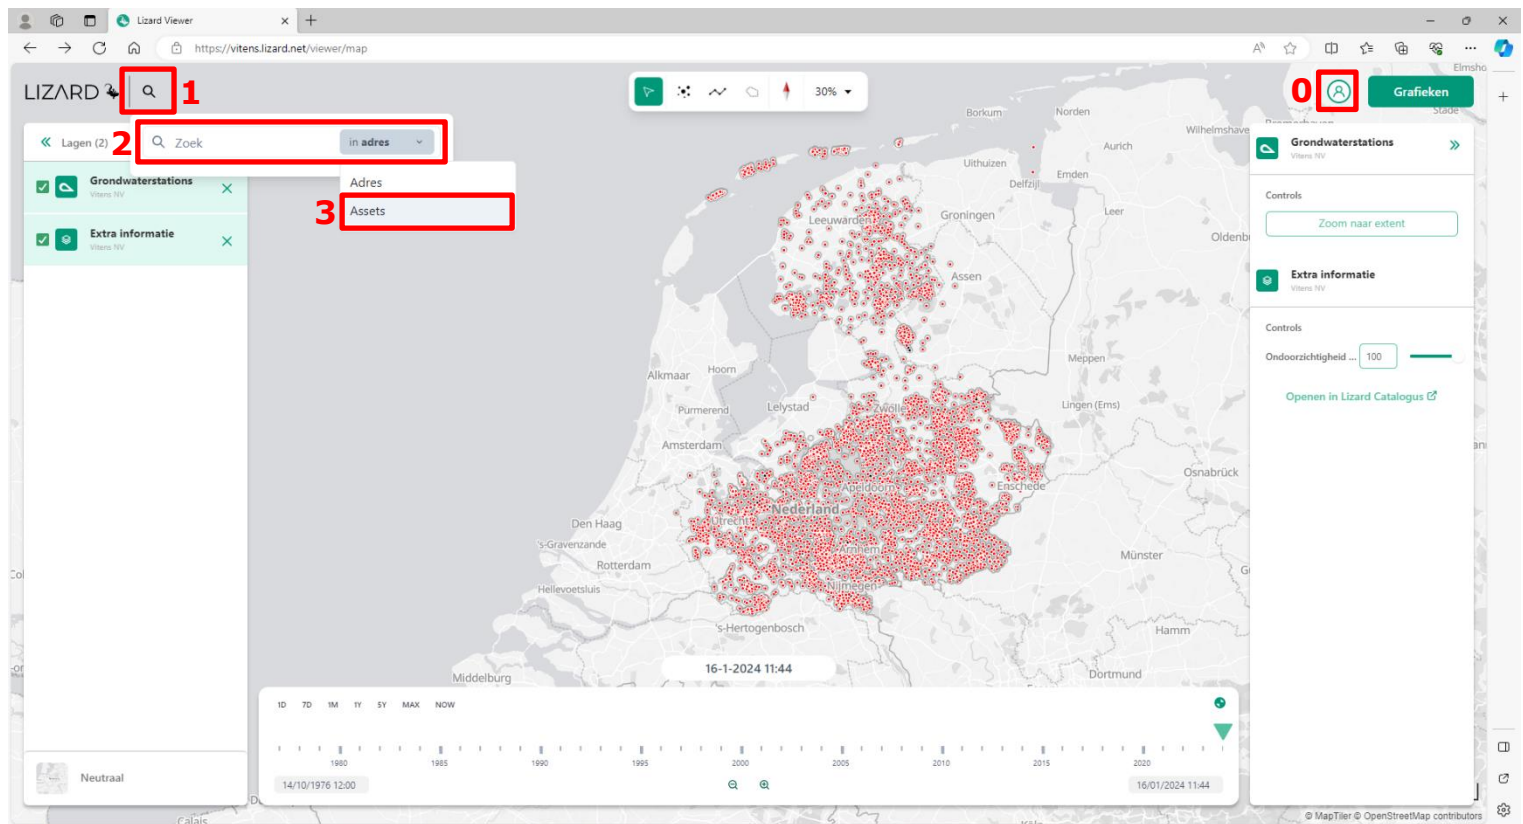 Lizard Viewer
https://vitens.lizard.net/viewer/map
LIZARD
1
30%
0
Grafieken
2
Lagen (2)
Zoek
in adres
Adres
3
Assets
Grondwaterstations
Vitens NV
Extra informatie
Vitens NV
Grondwaterstations
Vitens NV
Controls
Zoom naar extent
Extra informatie
Vitens NV
Controls
Ondoorzichtigheid ...
100
Openen in Lizard Catalogus
Elmsho
Stade
Borkum
Norden
Wilhelmshave
Aurich
Uithuizen
Emden
Delfzijl
Leeuwarden
Groningen
Leer
Oldenb
Assen
Meppen
Alkmaar
Hoorn
Purmerend
Lelystad
Zwolle
Lingen (Ems)
Amsterdam
Osnabrück
Apeldoorn
Enschede
Nederland
Den Haag
Utrecht
's-Gravenzande
Arnhem
Münster
Rotterdam
Hellevoetsluis
Nijmegen
's-Hertogenbosch
Hamm
Middelburg
Dortmund
16-1-2024 11:44
1D 7D 1M 1Y 5Y MAX NOW
1980 1985 1990 1995 2000 2005 2010 2015 2020
14/10/1976 12:00
16/01/2024 11:44
Neutraal
Calais
© MapTiler © OpenStreetMap contributors